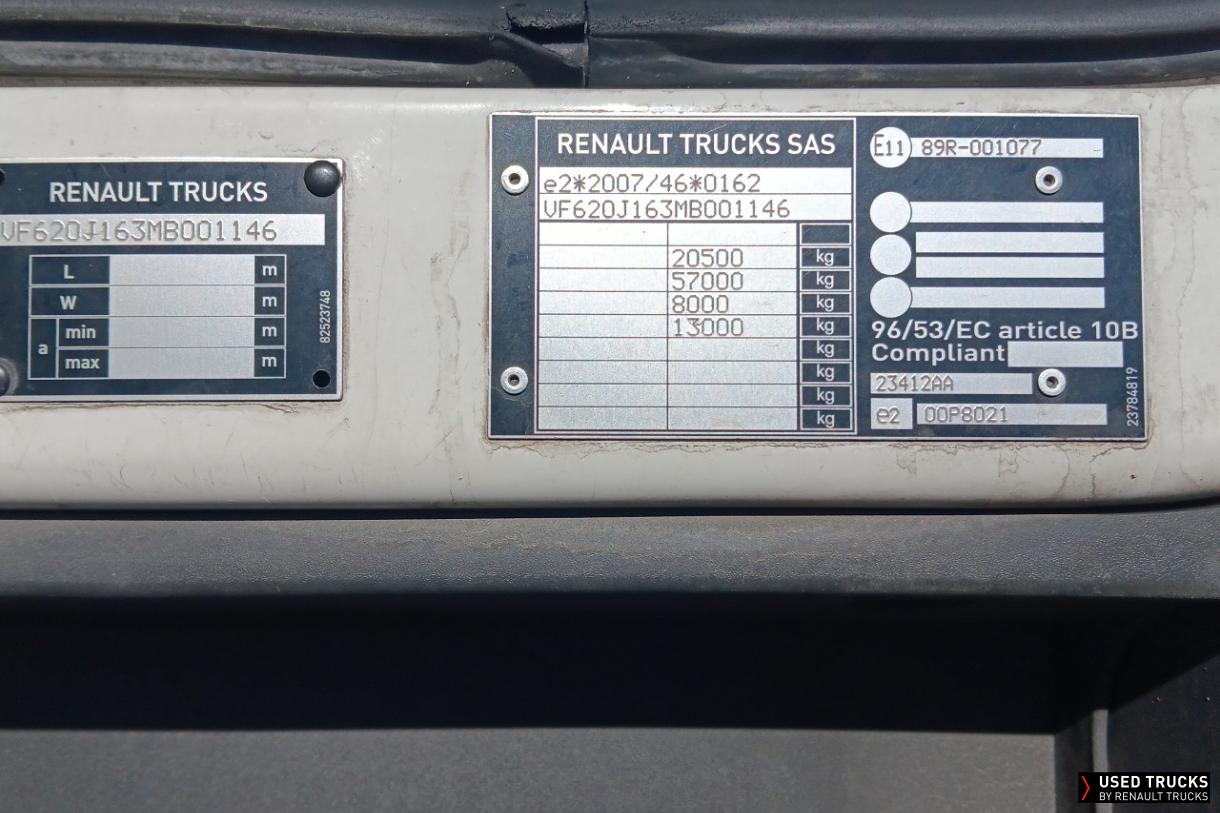 RENAULT TRUCKS
VF620J163MB001146
L m
W m
a min m
max m
82523748
RENAULT TRUCKS SAS
e2*2007/46*0162
VF620J163MB001146
20500 kg
57000 kg
8000 kg
13000 kg
kg
kg
kg
kg
E11 89R-001077
96/53/EC article 10B
Compliant
23412AA
e2 00P8021
23784819
USED TRUCKS
BY RENAULT TRUCKS